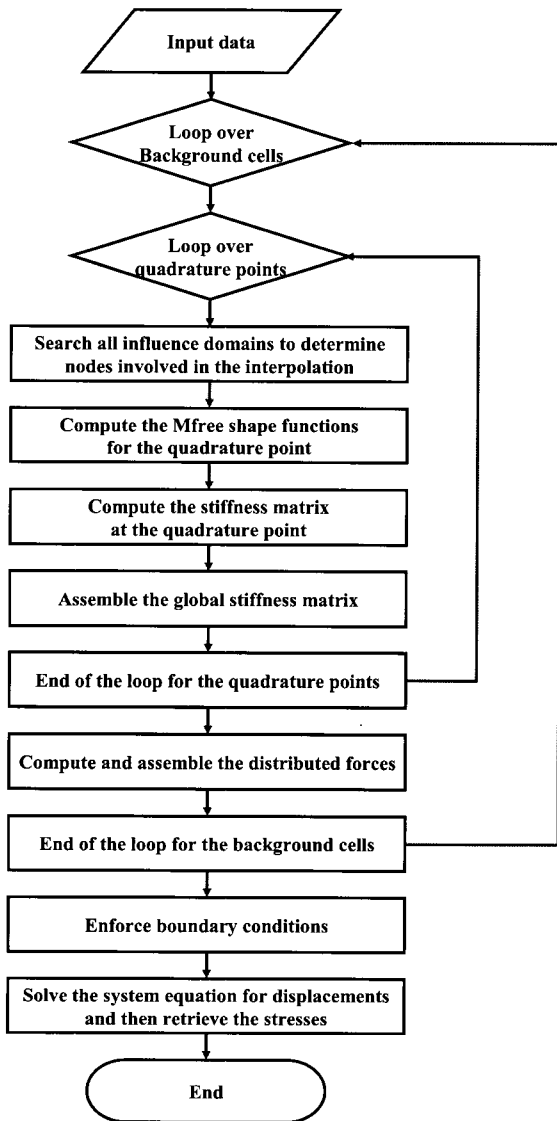 Input data
Loop over
Background cells
Loop over
quadrature points
Search all influence domains to determine
nodes involved in the interpolation
Compute the Mfree shape functions
for the quadrature point
Compute the stiffness matrix
at the quadrature point
Assemble the global stiffness matrix
End of the loop for the quadrature points
Compute and assemble the distributed forces
End of the loop for the background cells
Enforce boundary conditions
Solve the system equation for displacements
and then retrieve the stresses
End